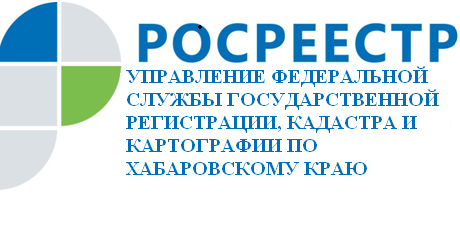 РОСРЕЕСТР
УПРАВЛЕНИЕ ФЕДЕРАЛЬНОЙ
СЛУЖБЫ ГОСУДАРСТВЕННОЙ
РЕГИСТРАЦИИ, КАДАСТРА И
КАРТОГРАФИИ ПО
ХАБАРОВСКОМУ КРАЮ